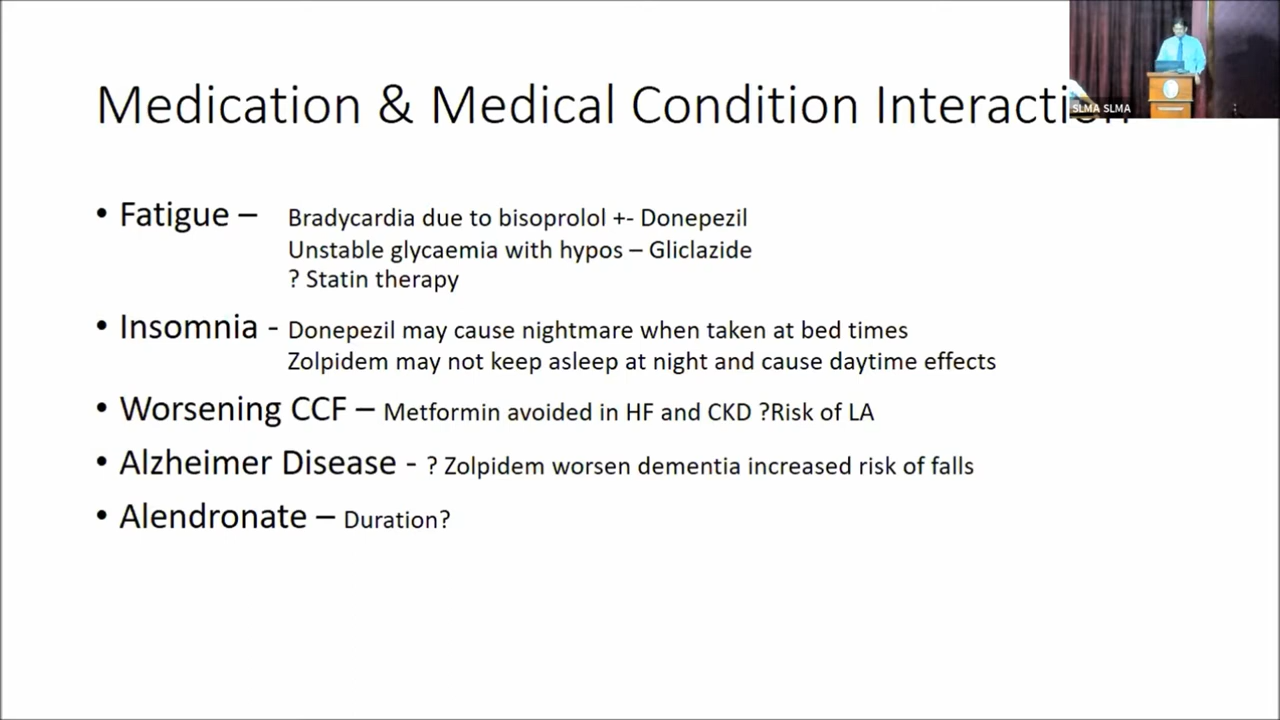 Medication & Medical Condition Interaction
SLMA SLMA
• Fatigue – Bradycardia due to bisoprolol +- Donepezil
Unstable glycaemia with hypos – Gliclazide
? Statin therapy
• Insomnia - Donepezil may cause nightmare when taken at bed times
Zolpidem may not keep asleep at night and cause daytime effects
• Worsening CCF – Metformin avoided in HF and CKD ?Risk of LA
• Alzheimer Disease - ? Zolpidem worsen dementia increased risk of falls
• Alendronate – Duration?